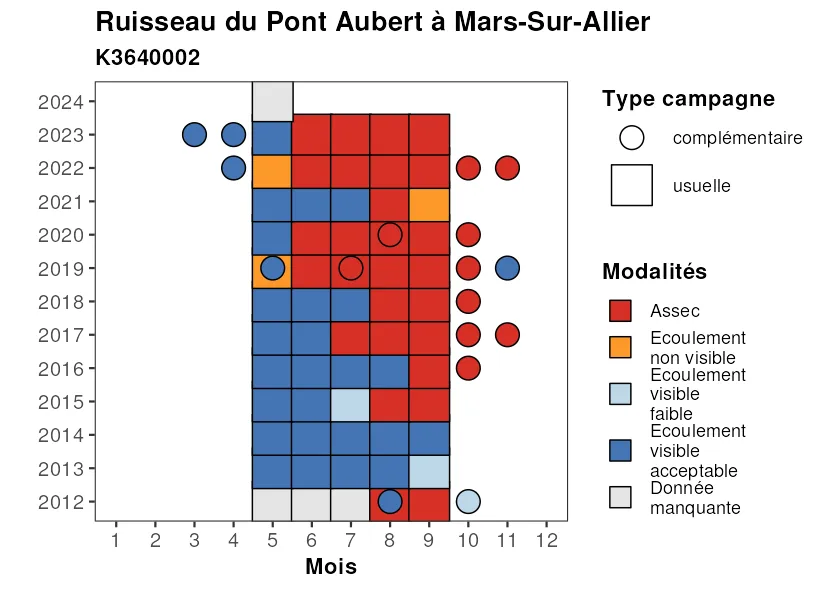 Ruisseau du Pont Aubert à Mars-Sur-Allier
K3640002
2024
2023
2022
2021
2020
2019
2018
2017
2016
2015
2014
2013
2012
1 2 3 4 5 6 7 8 9 10 11 12
Mois
Type campagne
complémentaire
usuelle
Modalités
Assec
Ecoulement
non visible
Ecoulement
visible
faible
Ecoulement
visible
acceptable
Donnée
manquante